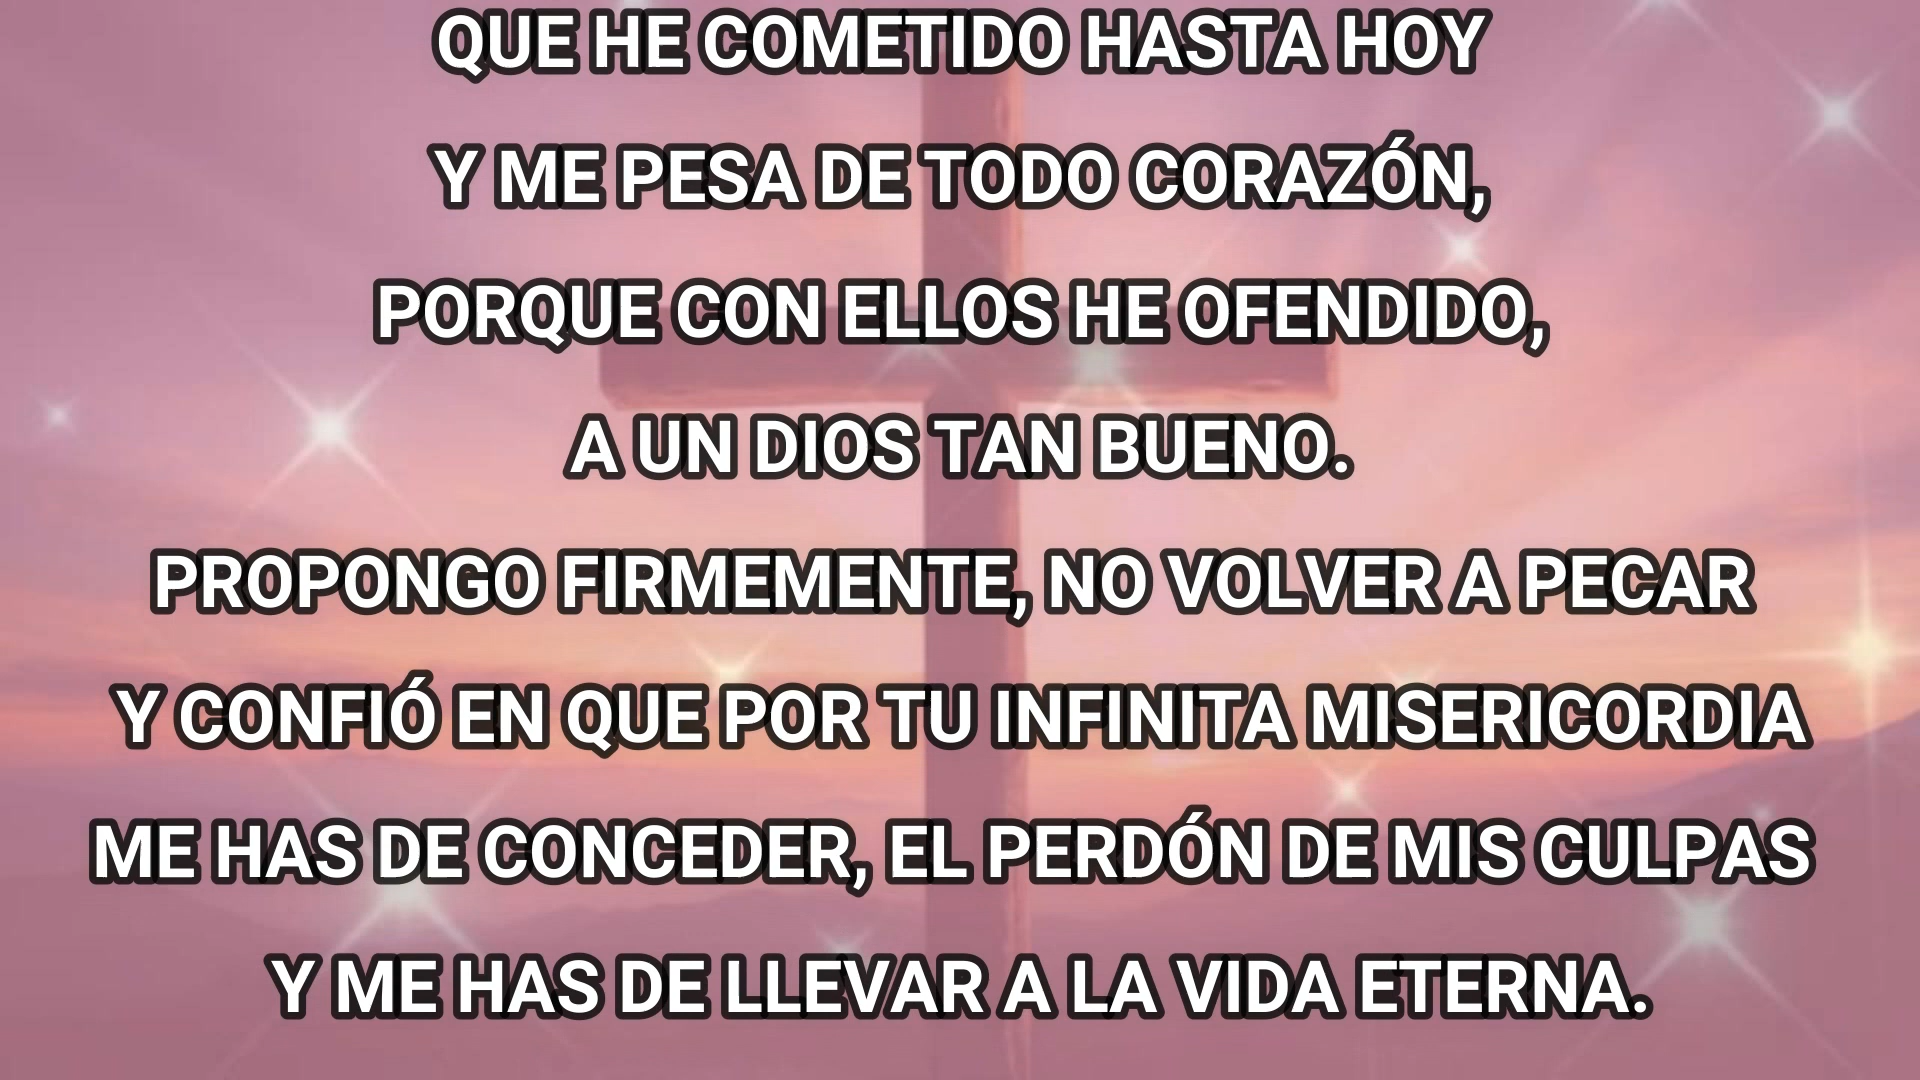 QUE HE COMETIDO HASTA HOY
Y ME PESA DE TODO CORAZÓN,
PORQUE CON ELLOS HE OFENDIDO,
A UN DIOS TAN BUENO.
PROPONGO FIRMEMENTE, NO VOLVER A PECAR
Y CONFIÓ EN QUE POR TU INFINITA MISERICORDIA
ME HAS DE CONCEDER, EL PERDÓN DE MIS CULPAS
Y ME HAS DE LLEVAR A LA VIDA ETERNA.